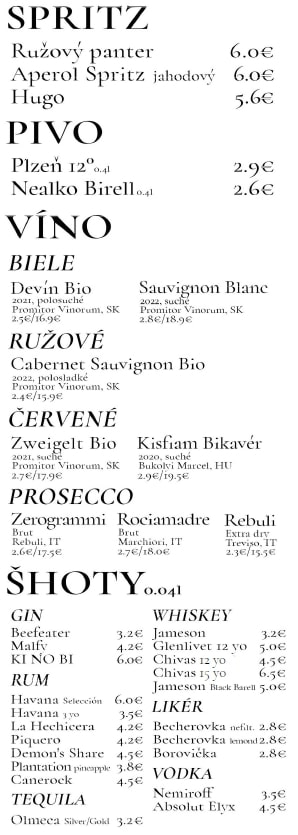 SPRITZ
Ružový panter 6.0€
Aperol Spritz jahodový 6.0€
Hugo 5.6€
PIVO
Plzeň 12° 0.4l 2.9€
Nealko Birell 0.4l 2.6€
VÍNO
BIELE
Devín Bio
2021, polosuché
Promitor Vinorum, SK
2.5€/16.9€
Sauvignon Blanc
2022, suché
Promitor Vinorum, SK
2.8€/18.9€
RUŽOVÉ
Cabernet Sauvignon Bio
2022, polosladké
Promitor Vinorum, SK
2.4€/15.9€
ČERVENÉ
Zweigelt Bio
2021, suché
Promitor Vinorum, SK
2.7€/17.9€
Kisfiam Bikavér
2020, suché
Bukolyi Marcel, HU
2.9€/19.5€
PROSECCO
Zerogrammi
Brut
Rebuli, IT
2.6€/17.5€
Rociamadre
Brut
Marchiori, IT
2.7€/18.0€
Rebuli
Extra dry
Treviso, IT
2.3€/15.5€
ŠHOTY 0.04l
GIN
Beefeater 3.2€
Malfy 4.2€
KI NO BI 6.0€
RUM
Havana Selección 6.0€
Havana 3 yo 3.5€
La Hechicera 4.2€
Piquero 4.2€
Demon's Share 4.5€
Plantation pineapple 3.8€
Canerock 4.5€
TEQUILA
Olmeca Silver/Gold 3.2€
WHISKEY
Jameson 3.2€
Glenlivet 12 yo 5.0€
Chivas 12 yo 4.5€
Chivas 15 yo 6.5€
Jameson Black Barell 5.0€
LIKÉR
Becherovka nefilt. 2.8€
Becherovka lemond 2.8€
Borovička 2.8€
VODKA
Nemiroff 3.5€
Absolut Elyx 4.5€